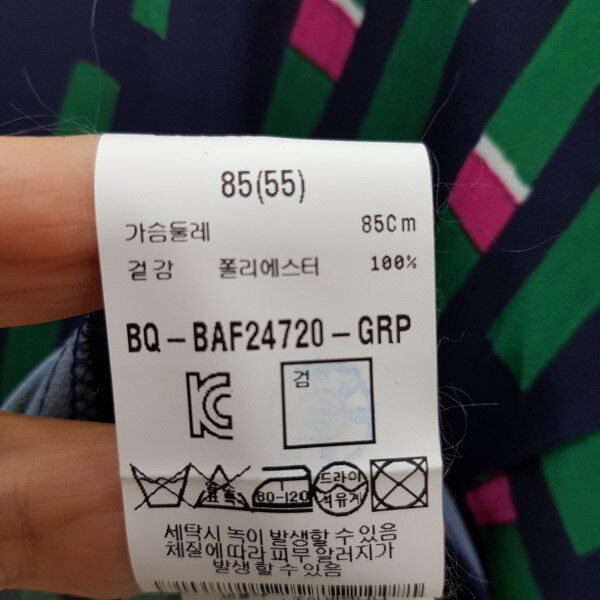 85(55)
가슴둘레 85Cm
겉감 폴리에스터 100%
BQ-BAF24720-GRP
검
표백 80-120 드라이
석유계
세탁시 녹이 발생할 수 있음
체질에 따라 피부 알러지가
발생할 수 있음